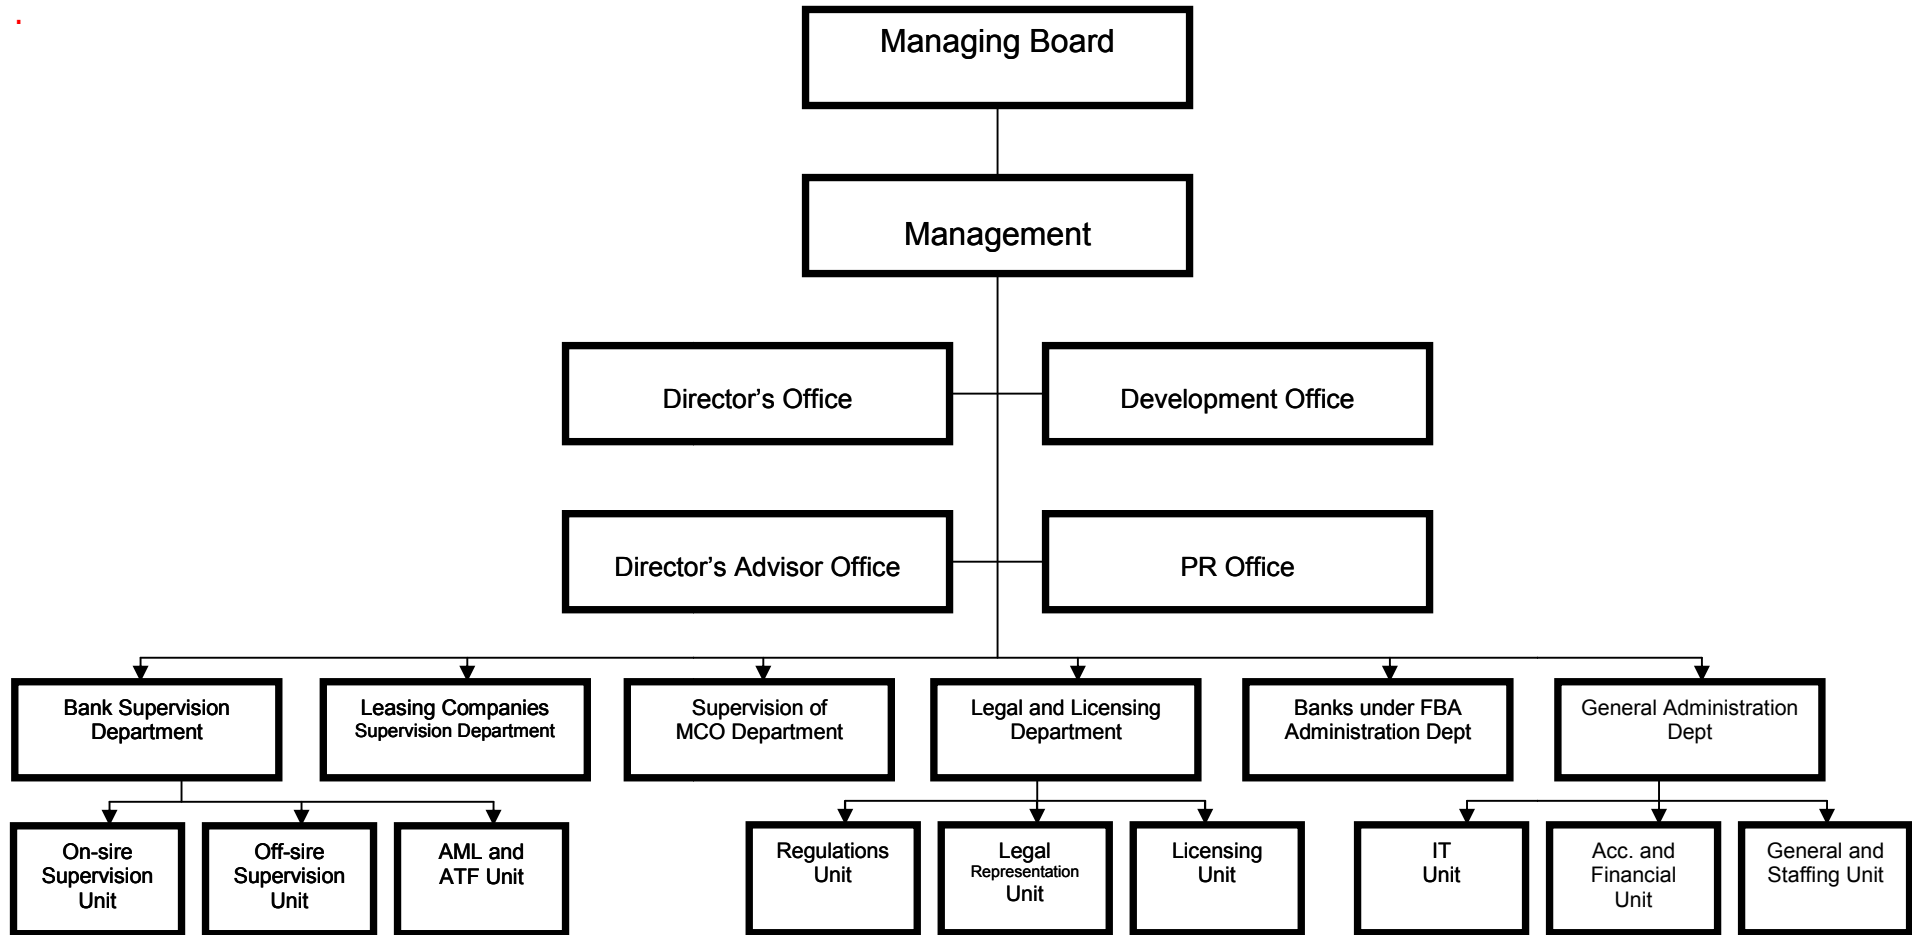 Managing Board
Management
Director's Office
Development Office
Director's Advisor Office
PR Office
Bank Supervision
Department
Leasing Companies
Supervision Department
Supervision of
MCO Department
Legal and Licensing
Department
Banks under FBA
Administration Dept
General Administration
Dept
On-sire
Supervision
Unit
Off-sire
Supervision
Unit
AML and
ATF Unit
Regulations
Unit
Legal
Representation
Unit
Licensing
Unit
IT
Unit
Acc. and
Financial
Unit
General and
Staffing Unit